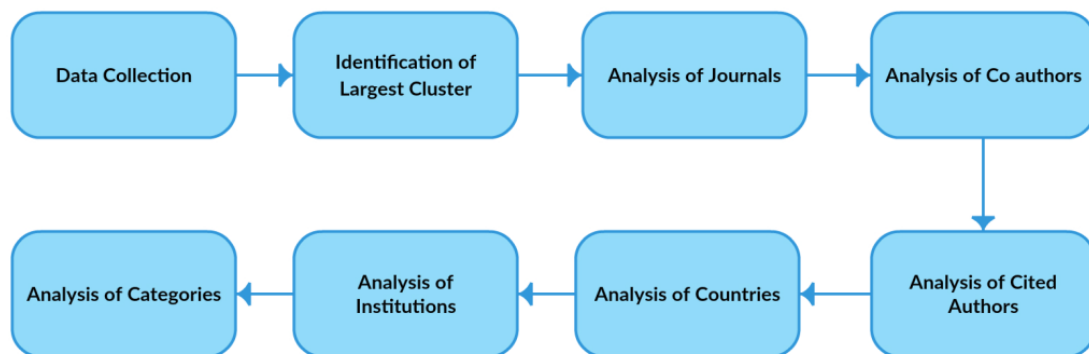 Data Collection
Identification of
Largest Cluster
Analysis of Journals
Analysis of Co authors
Analysis of Cited
Authors
Analysis of Countries
Analysis of
Institutions
Analysis of Categories